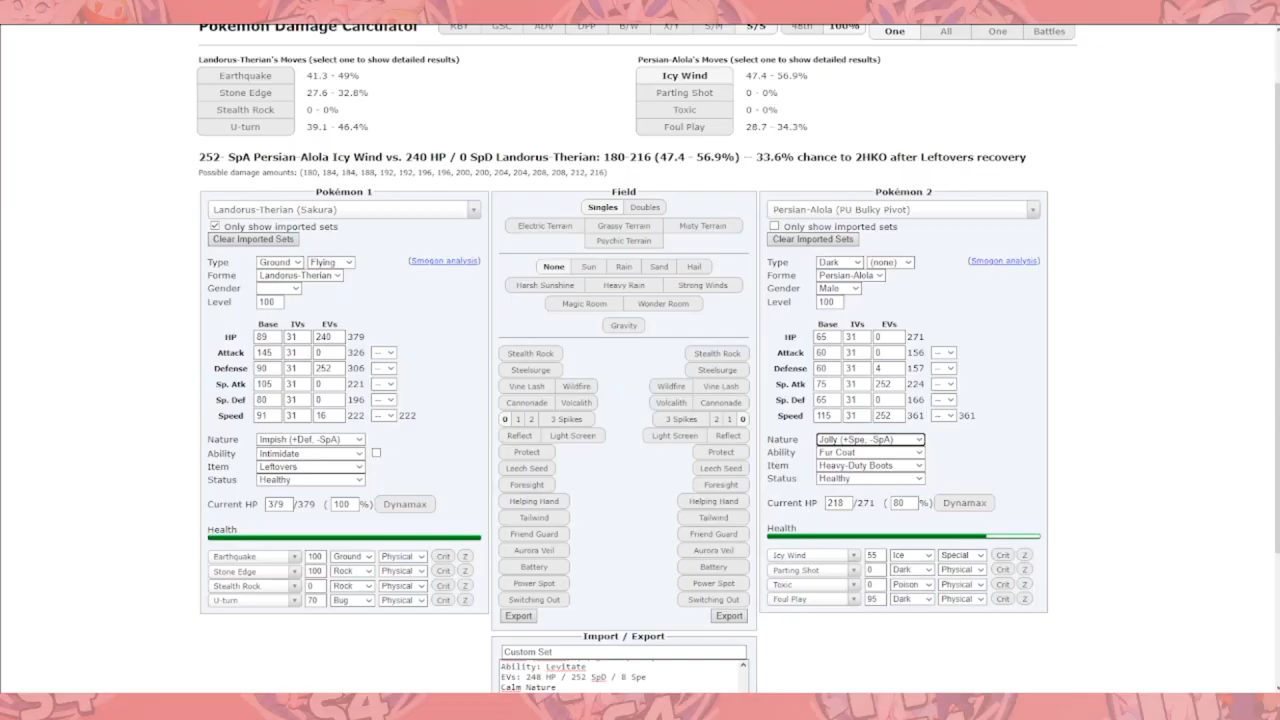 Pokémon Damage Calculator RBY GSC ADV DPP B/W X/Y S/M S/S 48th 100% One All One Battles
Landorus-Therian's Moves (select one to show detailed results)
Earthquake 41.3 - 49%
Stone Edge 27.6 - 32.8%
Stealth Rock 0 - 0%
U-turn 39.1 - 46.4%
Persian-Alola's Moves (select one to show detailed results)
Icy Wind 47.4 - 56.9%
Parting Shot 0 - 0%
Toxic 0 - 0%
Foul Play 28.7 - 34.3%
252- SpA Persian-Alola Icy Wind vs. 240 HP / 0 SpD Landorus-Therian: 180-216 (47.4 - 56.9%) -- 33.6% chance to 2HKO after Leftovers recovery
Possible damage amounts: (180, 184, 184, 188, 192, 192, 196, 196, 200, 200, 204, 204, 208, 208, 212, 216)
Pokémon 1
Landorus-Therian (Sakura)
Only show imported sets
Clear Imported Sets
Type Ground Flying (Smogon analysis)
Forme Landorus-Therian
Gender
Level 100
Base IVs EVs
HP 89 31 240 379
Attack 145 31 0 326 --
Defense 90 31 252 306 --
Sp. Atk 105 31 0 221 --
Sp. Def 80 31 0 196 --
Speed 91 31 16 222 -- 222
Nature Impish (+Def, -SpA)
Ability Intimidate
Item Leftovers
Status Healthy
Current HP 379 /379 ( 100 %) Dynamax
Health
Earthquake 100 Ground Physical Crit Z
Stone Edge 100 Rock Physical Crit Z
Stealth Rock 0 Rock Physical Crit Z
U-turn 70 Bug Physical Crit Z
Field
Singles Doubles
Electric Terrain Grassy Terrain Misty Terrain
Psychic Terrain
None Sun Rain Sand Hail
Harsh Sunshine Heavy Rain Strong Winds
Magic Room Wonder Room
Gravity
Stealth Rock Stealth Rock
Steelsurge Steelsurge
Vine Lash Wildfire Wildfire Vine Lash
Cannonade Volcalith Volcalith Cannonade
0 1 2 3 Spikes 3 Spikes 2 1 0
Reflect Light Screen Light Screen Reflect
Protect Protect
Leech Seed Leech Seed
Foresight Foresight
Helping Hand Helping Hand
Tailwind Tailwind
Friend Guard Friend Guard
Aurora Veil Aurora Veil
Battery Battery
Power Spot Power Spot
Switching Out Switching Out
Export Export
Import / Export
Custom Set
Ability: Levitate
EVs: 248 HP / 252 SpD / 8 Spe
Calm Nature
Pokémon 2
Persian-Alola (PU Bulky Pivot)
Only show imported sets
Clear Imported Sets
Type Dark (none) (Smogon analysis)
Forme Persian-Alola
Gender Male
Level 100
Base IVs EVs
HP 65 31 0 271
Attack 60 31 0 156 --
Defense 60 31 4 157 --
Sp. Atk 75 31 252 224 --
Sp. Def 65 31 0 166 --
Speed 115 31 252 361 -- 361
Nature Jolly (+Spe, -SpA)
Ability Fur Coat
Item Heavy-Duty Boots
Status Healthy
Current HP 218 /271 ( 80 %) Dynamax
Health
Icy Wind 55 Ice Special Crit Z
Parting Shot 0 Dark Physical Crit Z
Toxic 0 Poison Physical Crit Z
Foul Play 95 Dark Physical Crit Z